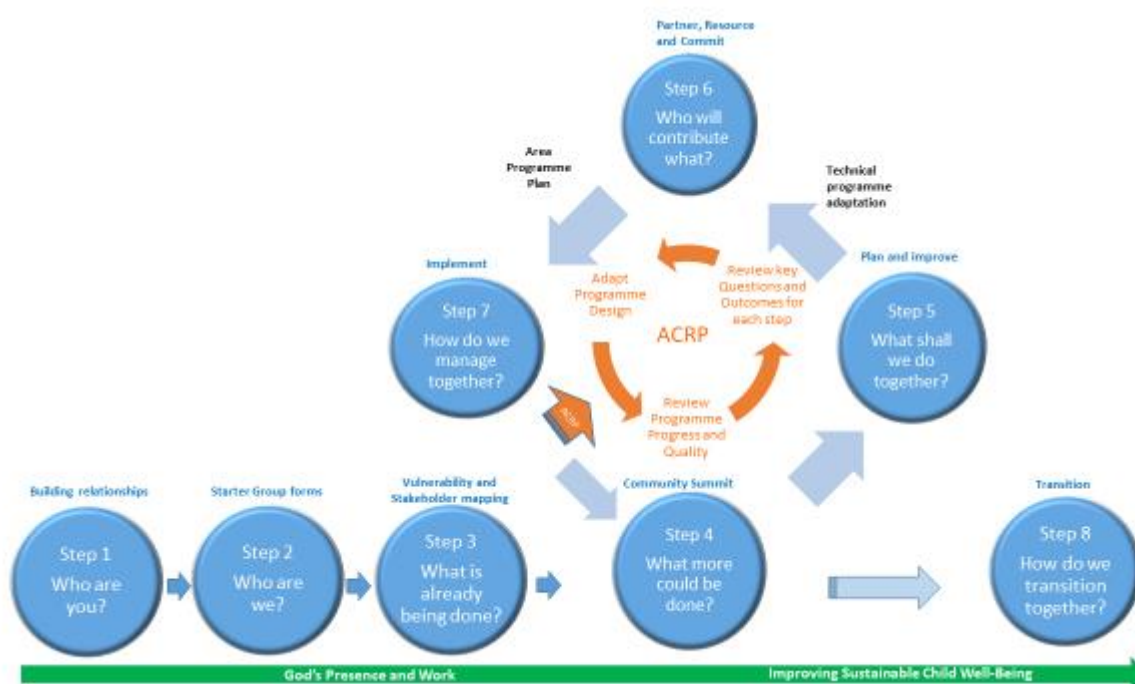 Partner, Resource
and Commit
Step 6
Who will
contribute
what?
Area
Programme
Plan
Technical
programme
adaptation
Implement
Plan and improve
Step 7
How do we
manage
together?
Adapt
Programme
Design
Review key
Questions and
Outcomes for
each step
ACRP
Step 5
What shall
we do
together?
ACRP
Review
Programme
Progress and
Quality
Building relationships
Starter Group forms
Vulnerability and
Stakeholder mapping
Community Summit
Transition
Step 1
Who are
you?
Step 2
Who are
we?
Step 3
What is
already
being done?
Step 4
What more
could be
done?
Step 8
How do we
transition
together?
God's Presence and Work
Improving Sustainable Child Well-Being